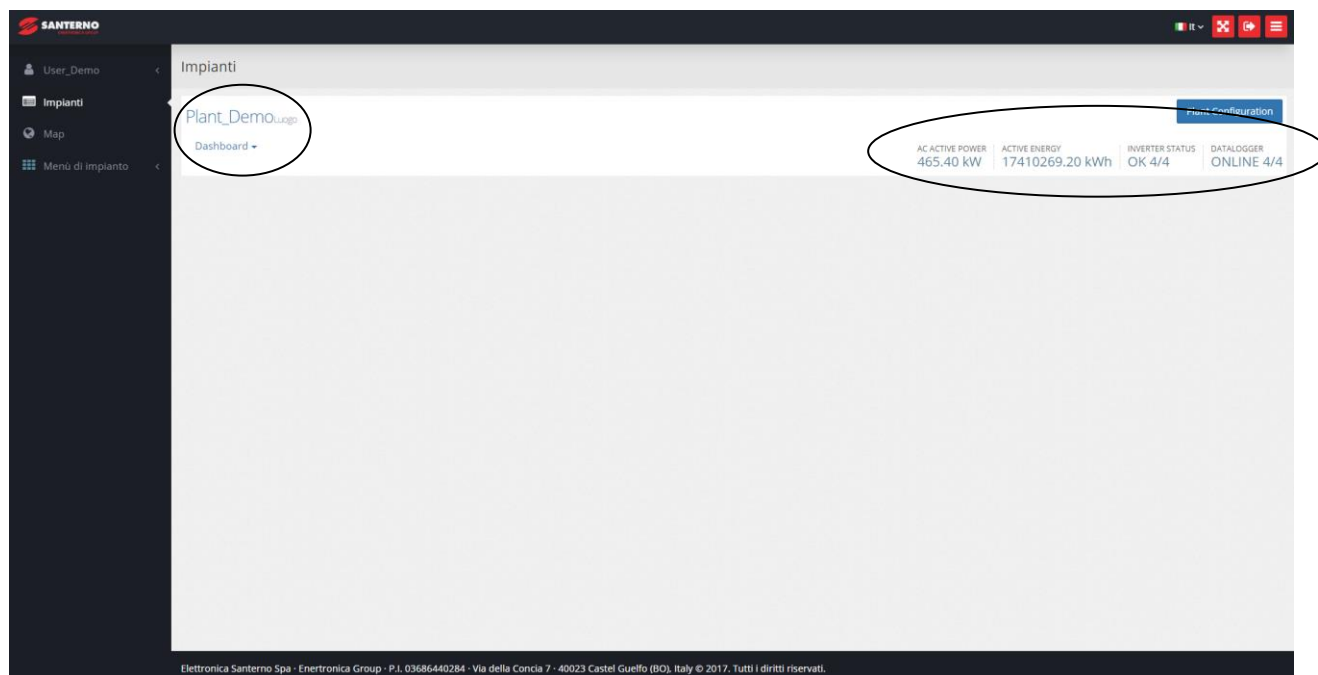 SANTERNO
It
User_Demo
Impianti
Map
Menù di impianto
Impianti
Plant_Demo Luogo
Dashboard
Plant Configuration
AC ACTIVE POWER
465.40 kW
ACTIVE ENERGY
17410269.20 kWh
INVERTER STATUS
OK 4/4
DATALOGGER
ONLINE 4/4
Elettronica Santerno Spa · Enertronica Group · P.I. 03686440284 · Via della Concia 7 · 40023 Castel Guelfo (BO), Italy © 2017. Tutti i diritti riservati.